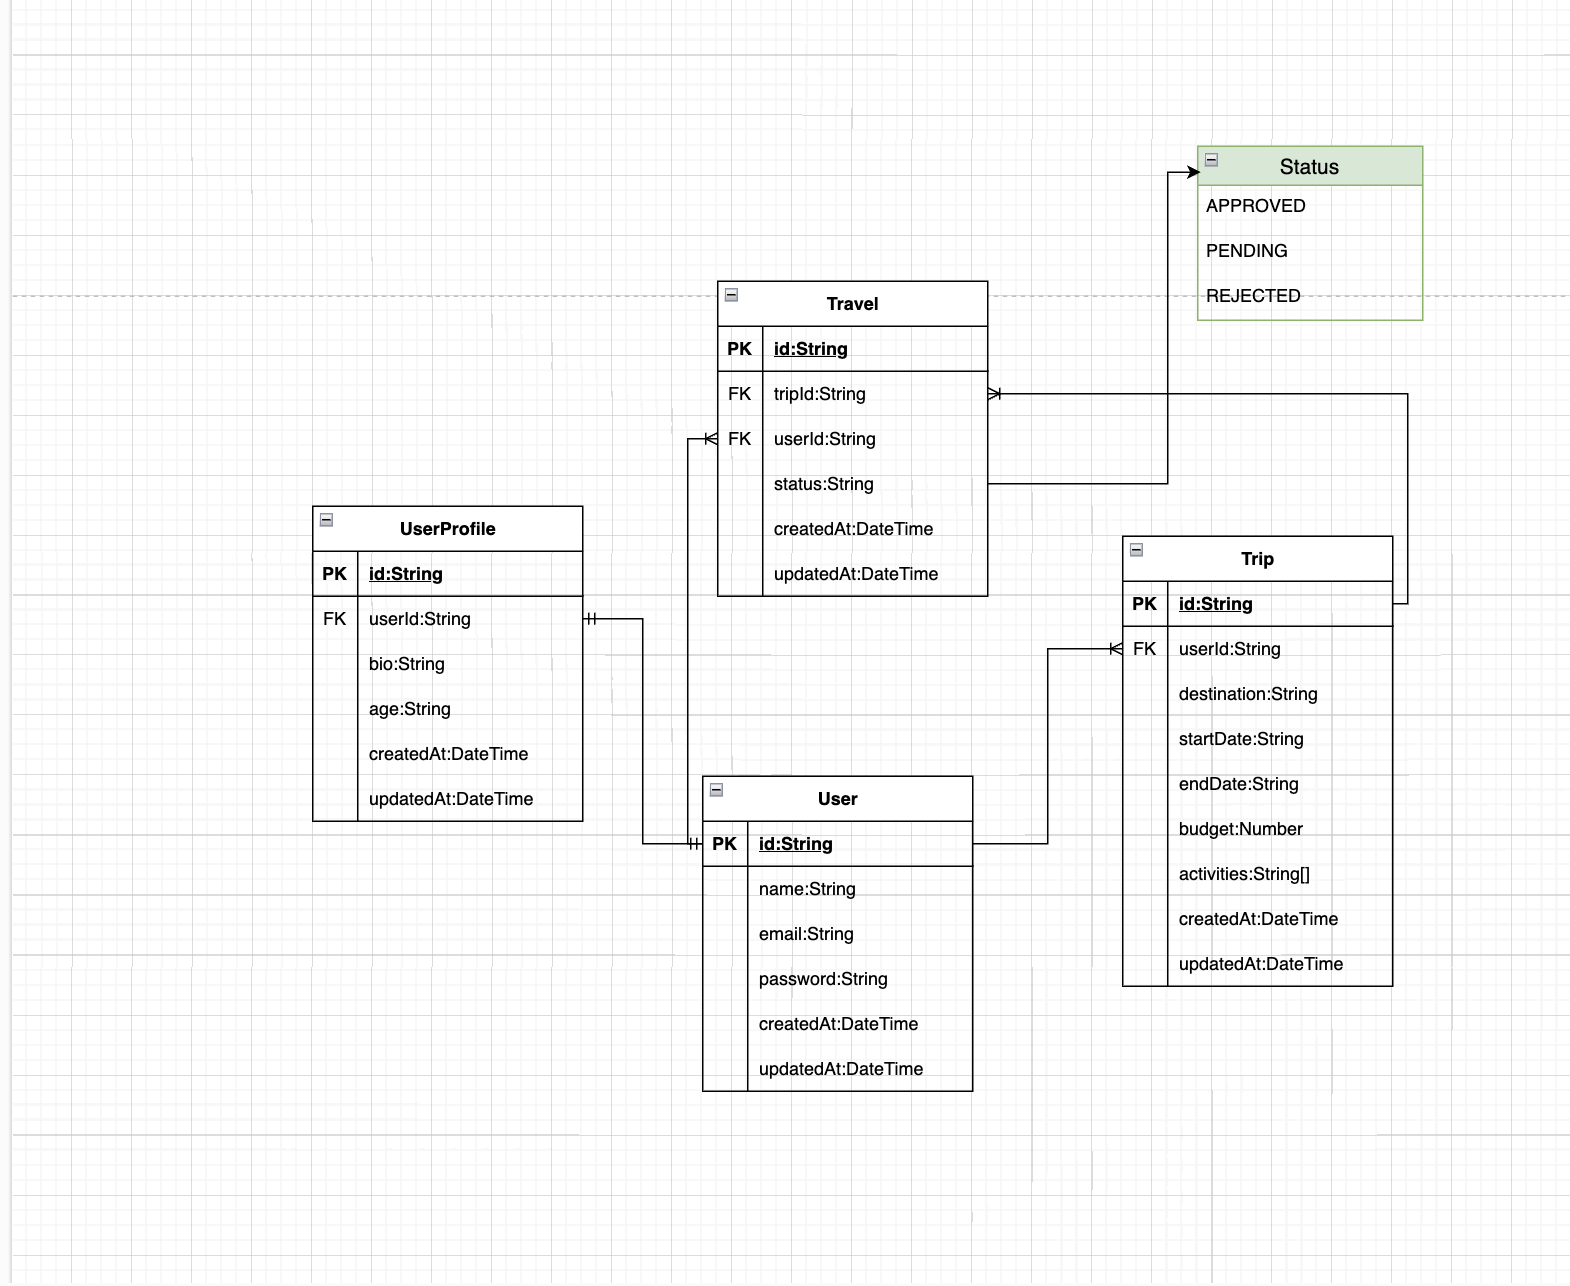 Status
APPROVED
PENDING
REJECTED
Travel
PK id:String
FK tripId:String
FK userId:String
status:String
createdAt:DateTime
updatedAt:DateTime
UserProfile
PK id:String
FK userId:String
bio:String
age:String
createdAt:DateTime
updatedAt:DateTime
Trip
PK id:String
FK userId:String
destination:String
startDate:String
endDate:String
budget:Number
activities:String[]
createdAt:DateTime
updatedAt:DateTime
User
PK id:String
name:String
email:String
password:String
createdAt:DateTime
updatedAt:DateTime